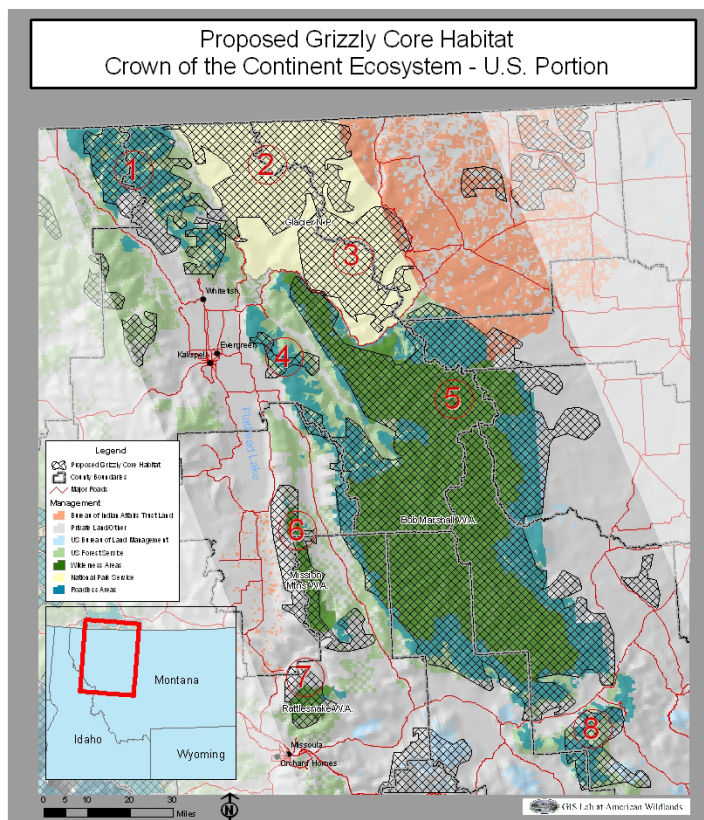 Proposed Grizzly Core Habitat
Crown of the Continent Ecosystem - U.S. Portion
1
2
Glacier N.P.
3
Whitefish
Evergreen
Kalispell
4
5
Flathead Lake
Legend
Proposed Grizzly Core Habitat
County Boundaries
Major Roads
Management
Bureau of Indian Affairs Trust Land
Private Land/Other
US Bureau of Land Management
US Forest Service
Wilderness Areas
National Park Service
Roadless Areas
6
Bob Marshall W.A.
Mission
Mtns W.A.
7
Rattlesnake W.A.
8
Missoula
Orchard Homes
Montana
Idaho
Wyoming
0 5 10 20 30
Miles
N
GIS Lab at American Wildlands